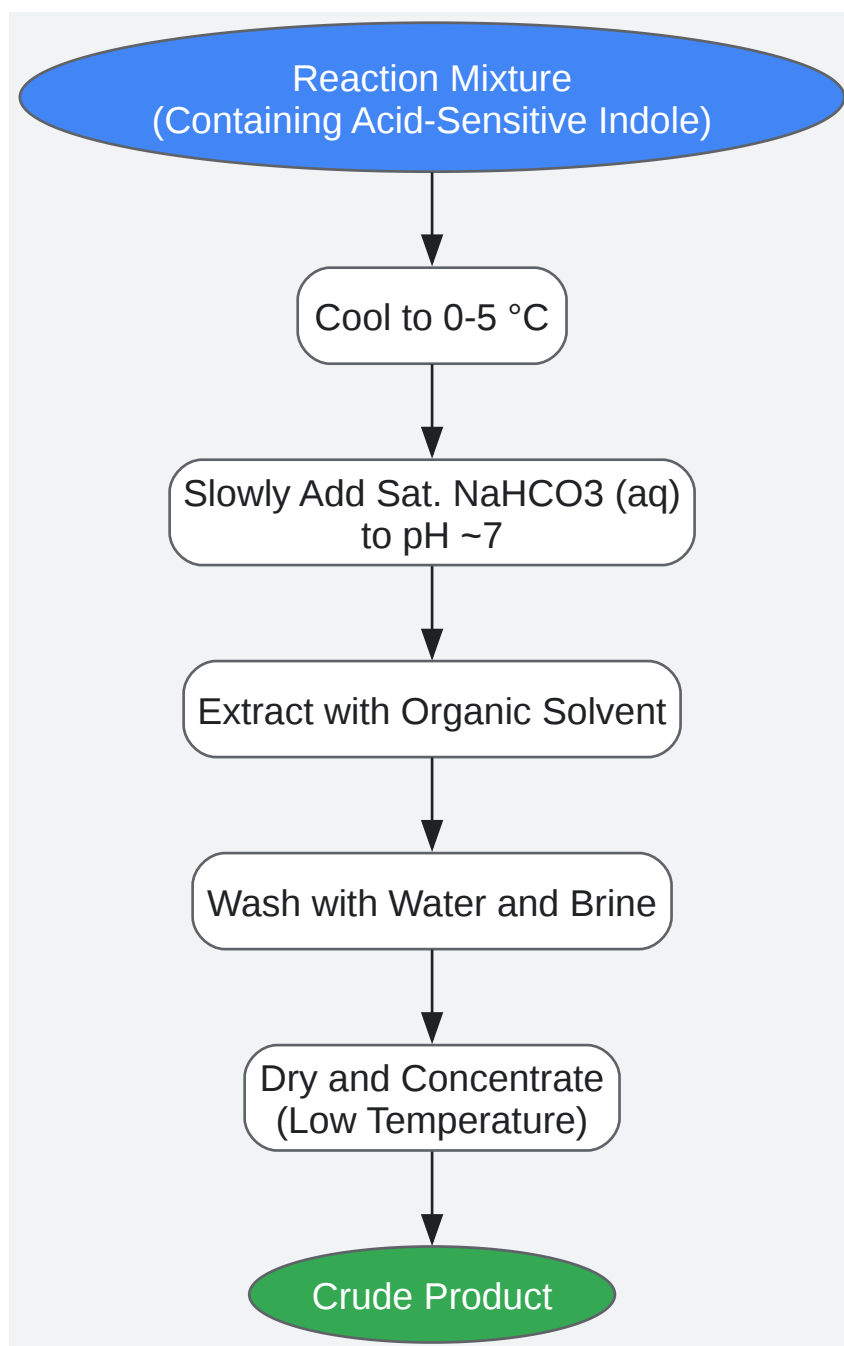 Reaction Mixture
(Containing Acid-Sensitive Indole)
Cool to 0-5 °C
Slowly Add Sat. NaHCO3 (aq)
to pH ~7
Extract with Organic Solvent
Wash with Water and Brine
Dry and Concentrate
(Low Temperature)
Crude Product